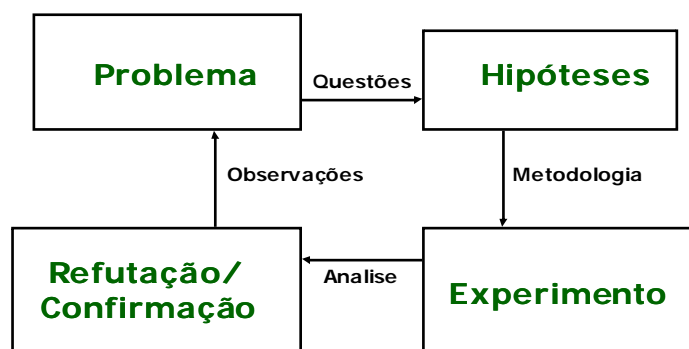 Problema
Questões
Hipóteses
Observações
Metodologia
Refutação/
Confirmação
Analise
Experimento